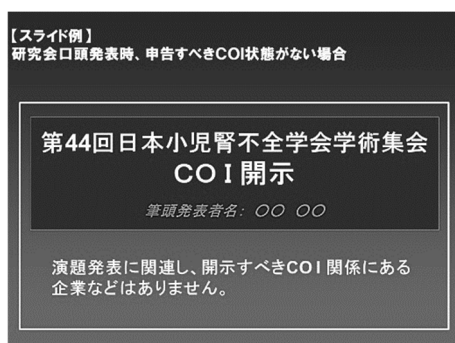 【スライド例】
研究会口頭発表時、申告すべきCOI状態がない場合
第44回日本小児腎不全学会学術集会
ＣＯＩ開示
筆頭発表者名： 〇〇 〇〇
演題発表に関連し、開示すべきCOI関係にある
企業などはありません。